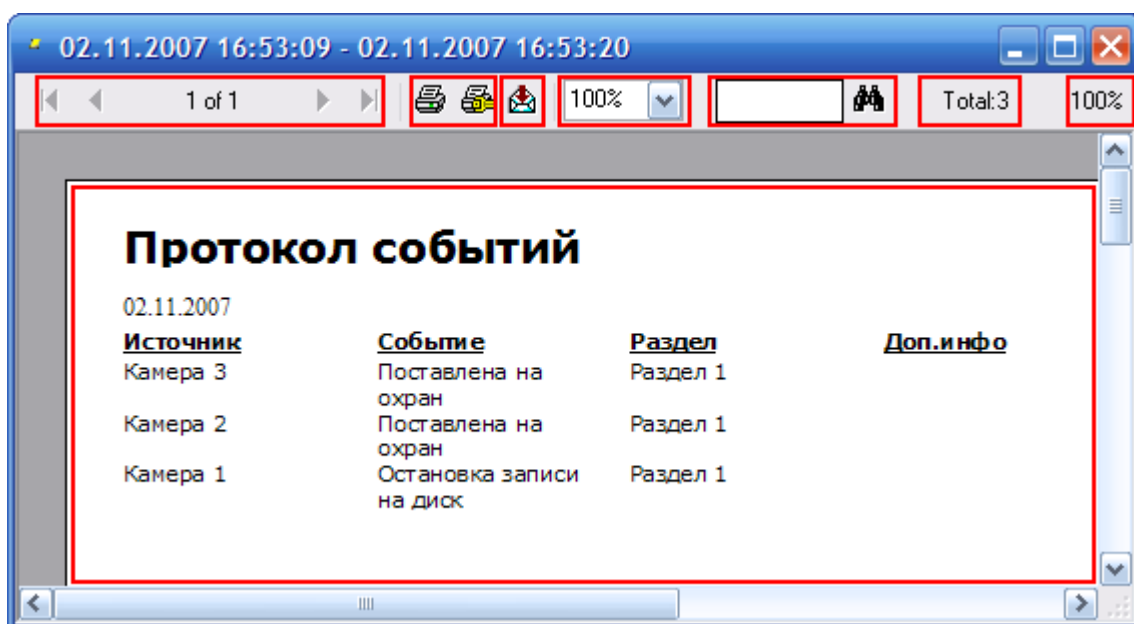 02.11.2007 16:53:09 - 02.11.2007 16:53:20
1 of 1 100% Total:3 100%
Протокол событий
02.11.2007
Источник Событие Раздел Доп.инфо
Камера 3 Поставлена на Раздел 1
охран
Камера 2 Поставлена на Раздел 1
охран
Камера 1 Остановка записи Раздел 1
на диск